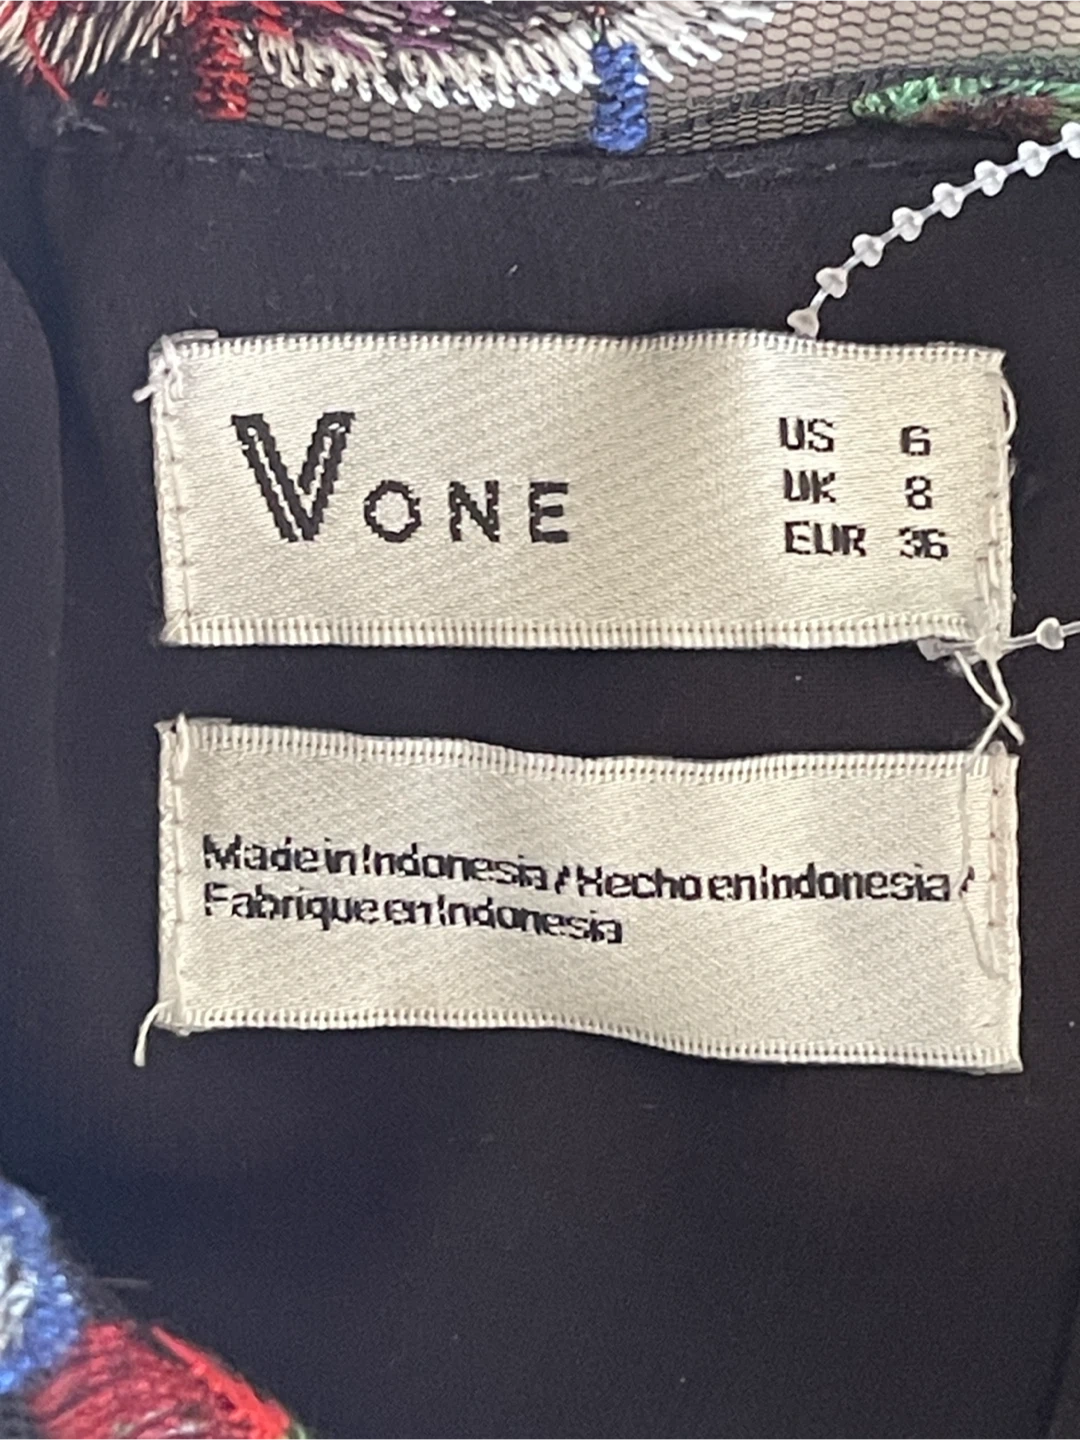 VONE
US 6
UK 8
EUR 36
Made in Indonesia / Hecho en Indonesia /
Fabrique en Indonesia